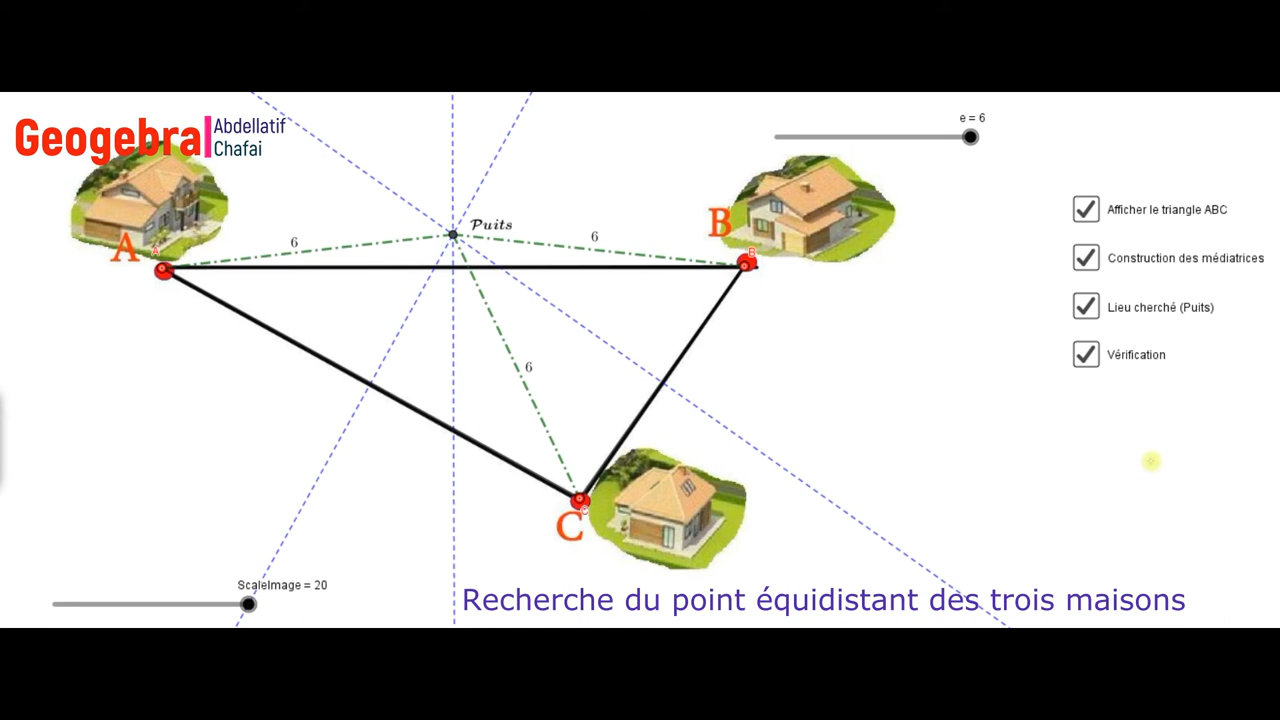 Geogebra
Abdellatif
Chafai
e = 6
A
A
B
B
Puits
6
6
6
C
C
Afficher le triangle ABC
Construction des médiatrices
Lieu cherché (Puits)
Vérification
ScaleImage = 20
Recherche du point équidistant des trois maisons